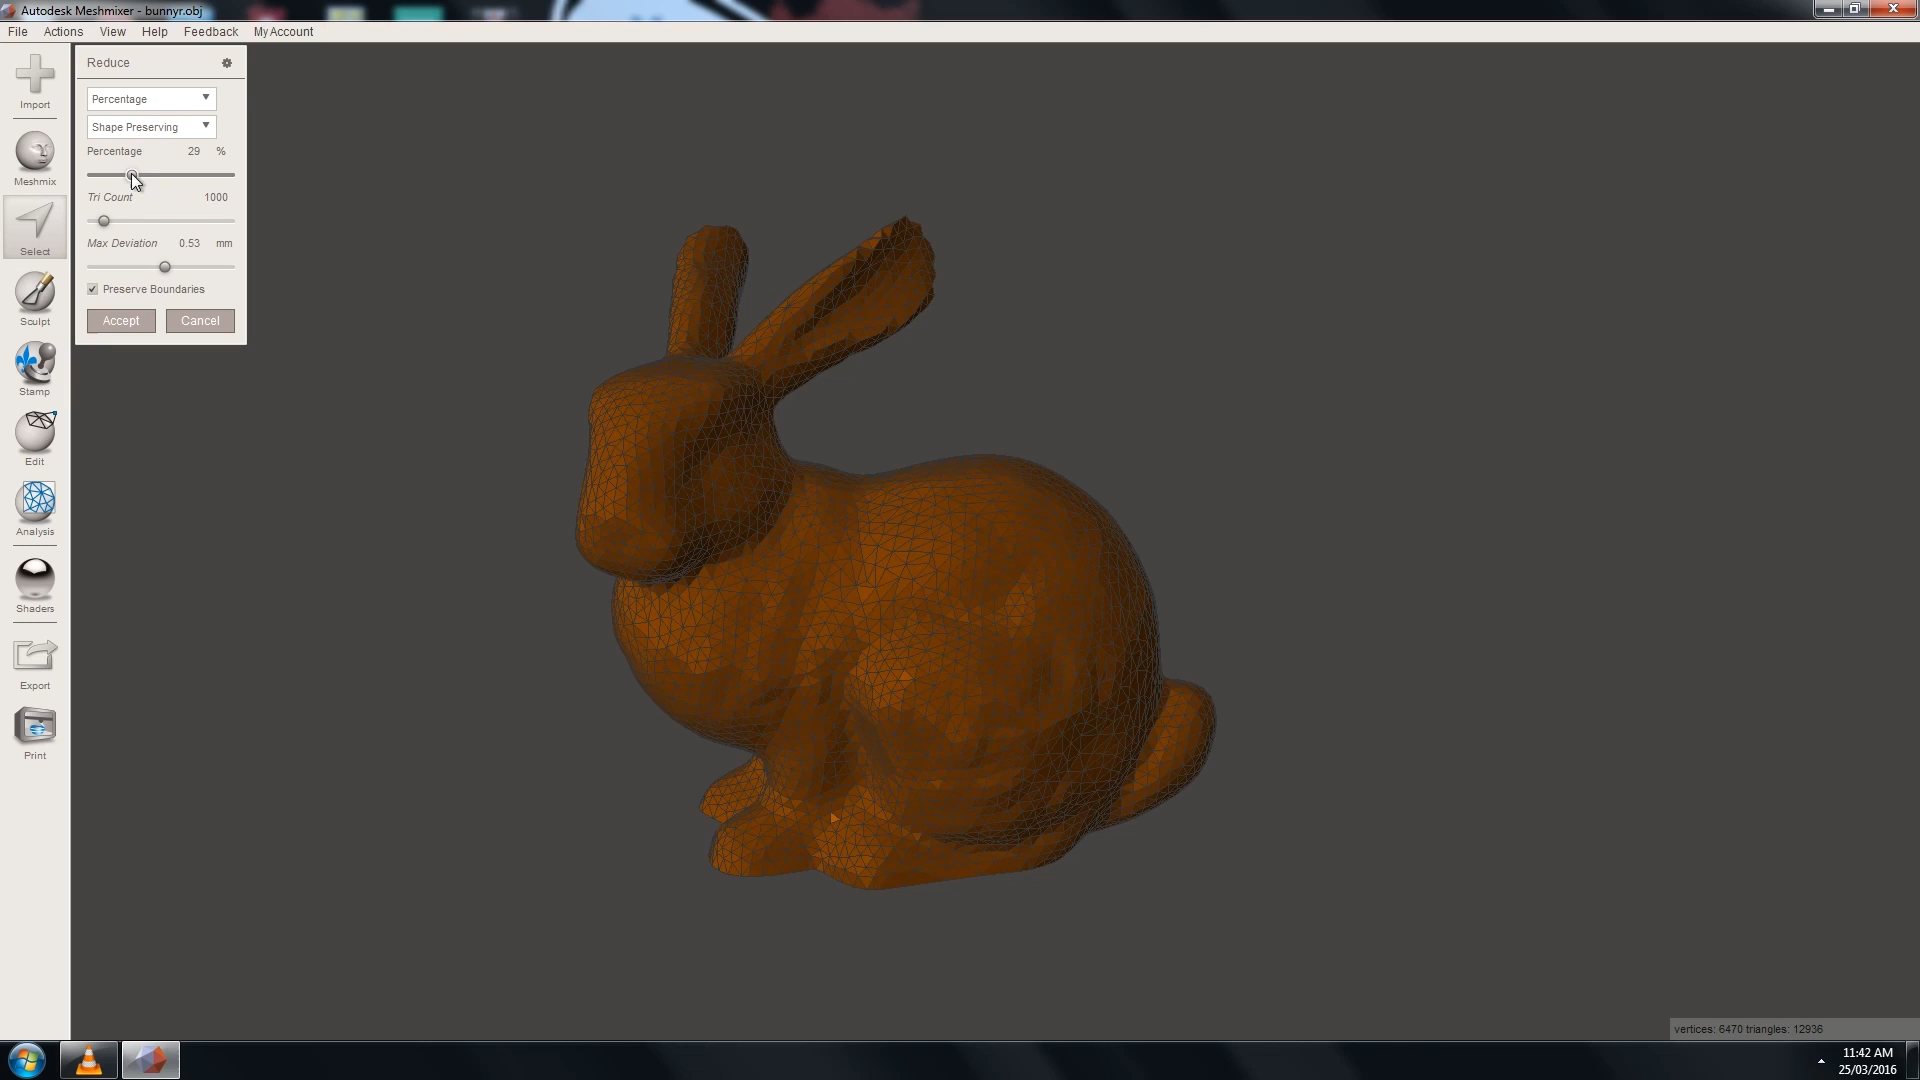 Autodesk Meshmixer - bunnyr.obj
File Actions View Help Feedback My Account
Import
Meshmix
Select
Sculpt
Stamp
Edit
Analysis
Shaders
Export
Print
Reduce
Percentage
Shape Preserving
Percentage 29 %
Tri Count 1000
Max Deviation 0.53 mm
Preserve Boundaries
Accept Cancel
vertices: 6470 triangles: 12936
11:42 AM
25/03/2016